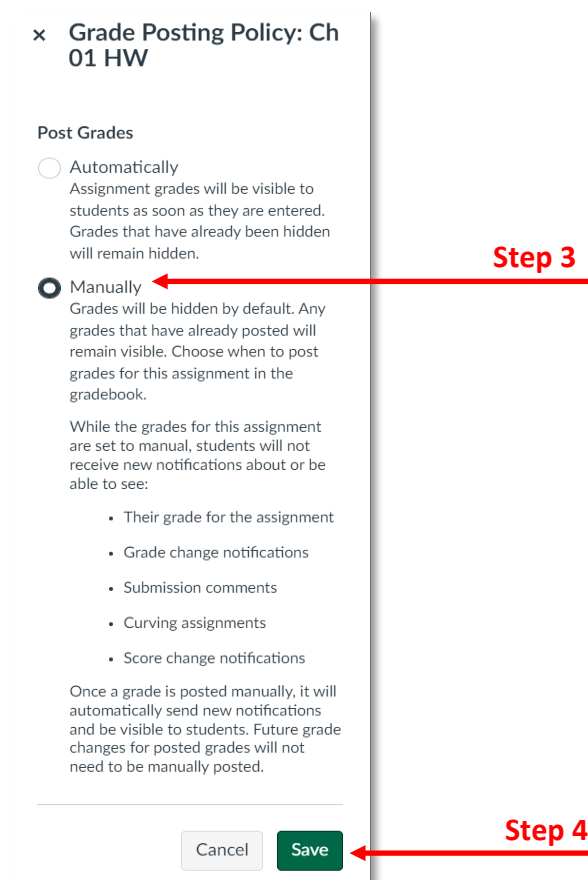 × Grade Posting Policy: Ch
01 HW
Post Grades
Automatically
Assignment grades will be visible to
students as soon as they are entered.
Grades that have already been hidden
will remain hidden.
Step 3
Manually
Grades will be hidden by default. Any
grades that have already posted will
remain visible. Choose when to post
grades for this assignment in the
gradebook.
While the grades for this assignment
are set to manual, students will not
receive new notifications about or be
able to see:
• Their grade for the assignment
• Grade change notifications
• Submission comments
• Curving assignments
• Score change notifications
Once a grade is posted manually, it will
automatically send new notifications
and be visible to students. Future grade
changes for posted grades will not
need to be manually posted.
Step 4
Cancel Save